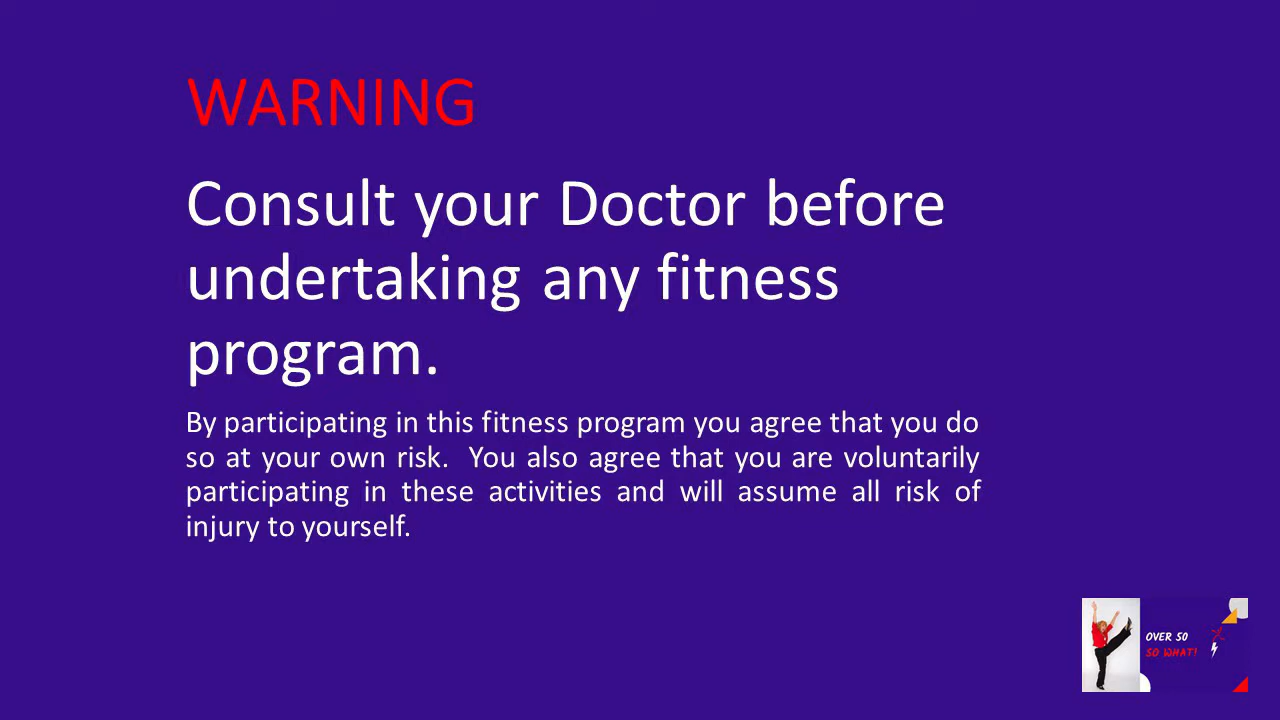 WARNING
Consult your Doctor before
undertaking any fitness
program.
By participating in this fitness program you agree that you do
so at your own risk.  You also agree that you are voluntarily
participating in these activities and will assume all risk of
injury to yourself.
OVER 50
SO WHAT!